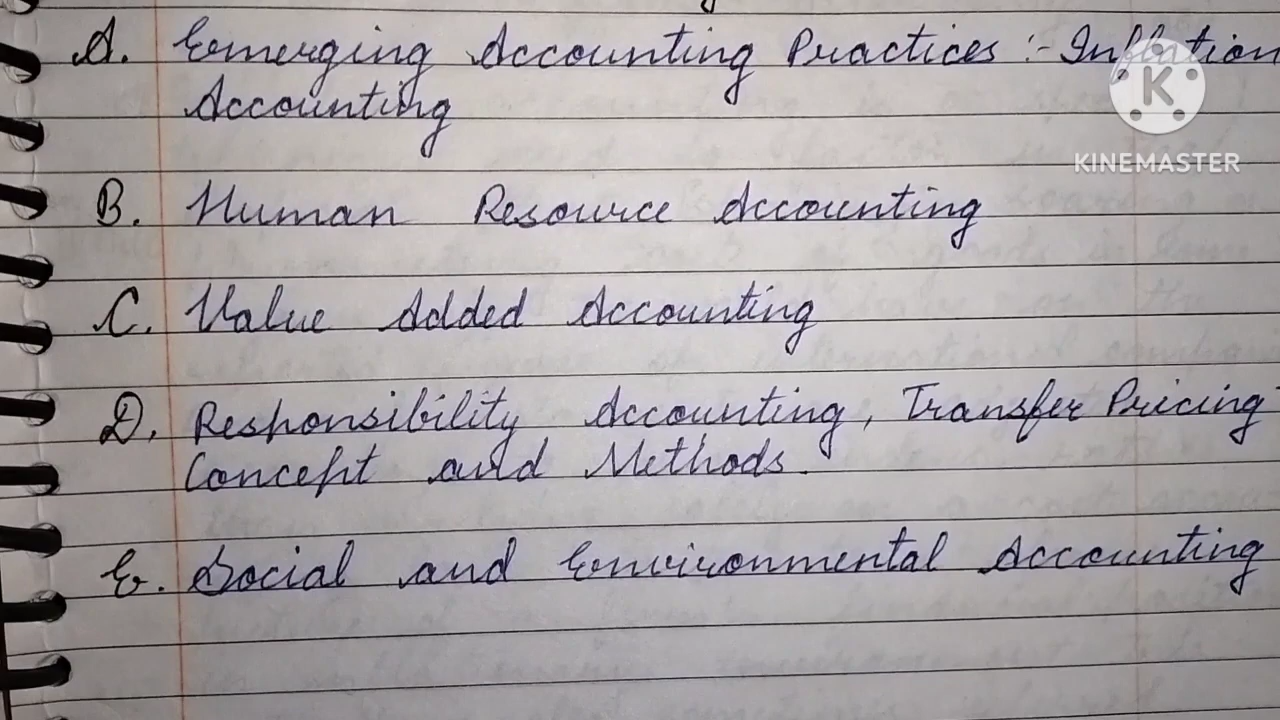 A. Emerging Accounting Practices :- Inflation
Accounting
K
KINEMASTER
B. Human Resource Accounting
C. Value Added Accounting
D. Responsibility Accounting, Transfer Pricing
Concept and Methods.
E. Social and Environmental Accounting